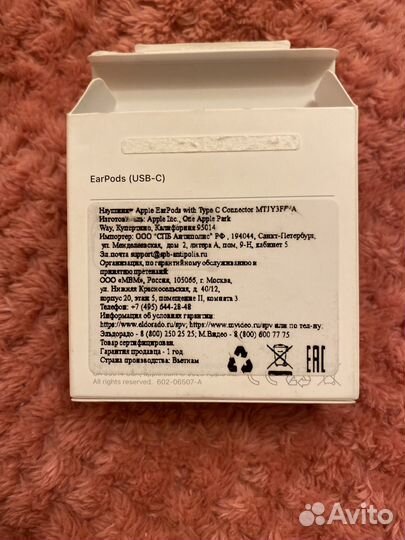 EarPods (USB-C)
Наушники Apple EarPods with Type C Connector
Изготовитель: Apple Inc., One Apple Park
Way, Купертино, Калифорния 95014
Импортер: ООО "СПБ Антиполис" РФ, 194044, Санкт-Петербург,
ул. Менделеевская, дом 2, литера А, пом, 9-Н, кабинет 5
Эл.почта support@spb-antipolis.ru
Организация, по гарантийному обслуживанию и
принятию претензий:
ООО «МВМ», Россия, 105066, г. Москва,
ул. Нижняя Красносельская, д. 40/12,
корпус 20, этаж 5, помещение II, комната 3
Телефон: +7 (495) 644-28-48
Информация об условиях гарантии:
https://www.eldorado.ru/spv, https://www.mvideo.ru/spv или по тел-ну:
Эльдорадо - 8 (800) 250 25 25; М.Видео - 8 (800) 600 77 75
Товар сертифицирован.
Гарантия продавца - 1 год
Страна производства: Вьетнам
EAC
All rights reserved. 602-06507-A
Avito